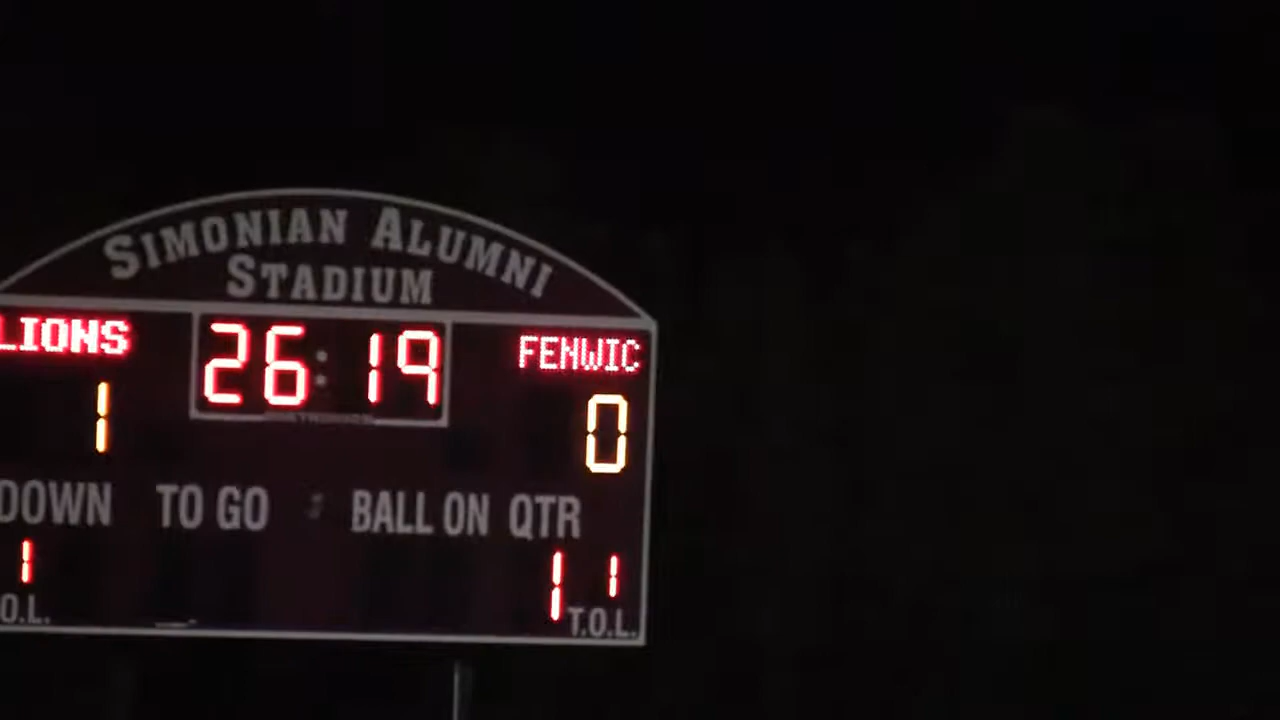 SIMONIAN ALUMNI
STADIUM
LIONS 26:19 FENWIC
1 0
DOWN TO GO BALL ON QTR
1 1 1
O.L. T.O.L.